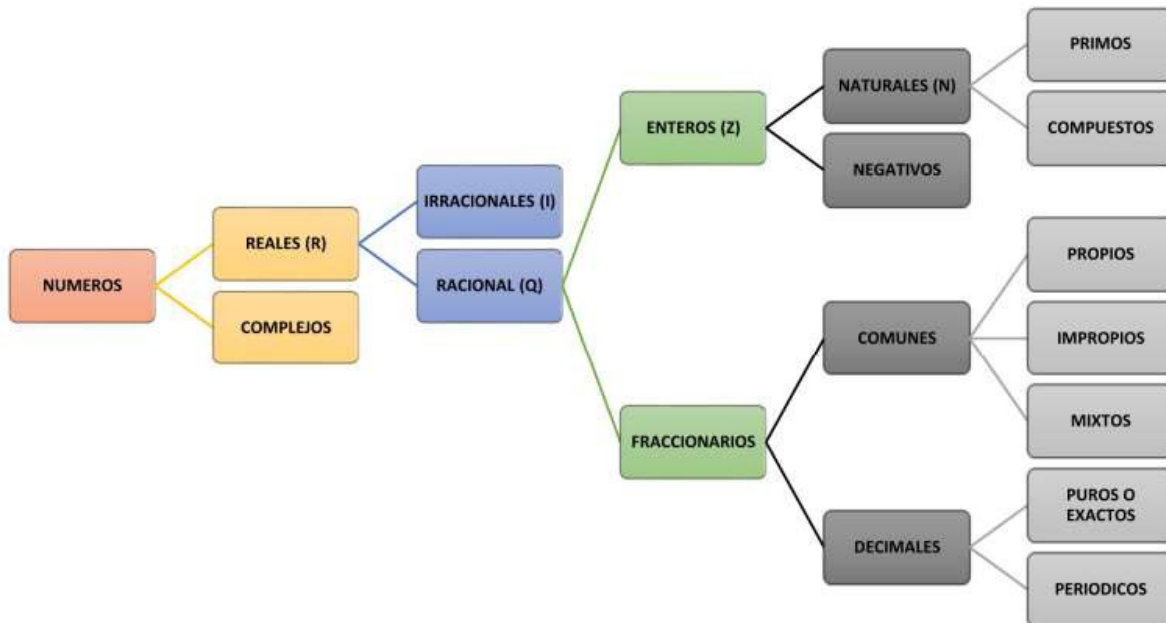 NUMEROS
REALES (R)
COMPLEJOS
IRRACIONALES (I)
RACIONAL (Q)
ENTEROS (Z)
FRACCIONARIOS
NATURALES (N)
NEGATIVOS
COMUNES
DECIMALES
PRIMOS
COMPUESTOS
PROPIOS
IMPROPIOS
MIXTOS
PUROS O
EXACTOS
PERIODICOS